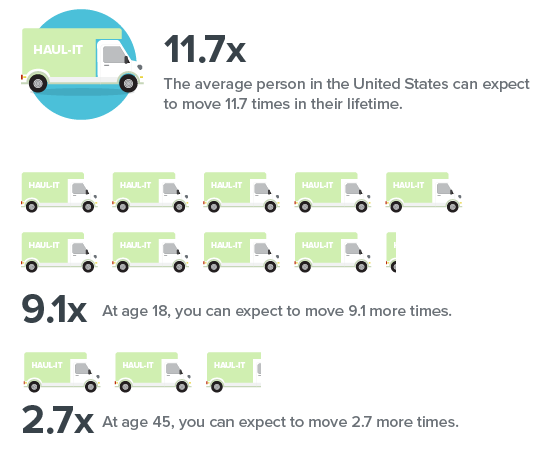 HAUL-IT
11.7x
The average person in the United States can expect
to move 11.7 times in their lifetime.
HAUL-IT HAUL-IT HAUL-IT HAUL-IT HAUL-IT
HAUL-IT HAUL-IT HAUL-IT HAUL-IT H
9.1x At age 18, you can expect to move 9.1 more times.
HAUL-IT HAUL-IT HAUL-IT
2.7x At age 45, you can expect to move 2.7 more times.